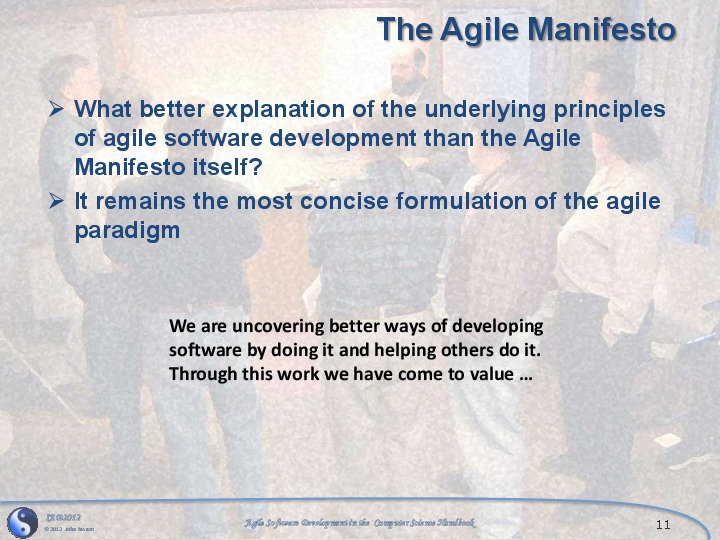 The Agile Manifesto
What better explanation of the underlying principles
of agile software development than the Agile
Manifesto itself?
It remains the most concise formulation of the agile
paradigm
We are uncovering better ways of developing
software by doing it and helping others do it.
Through this work we have come to value …
©2012
© 2012 John
Agile Software Development in the Computer Science Handbook
11